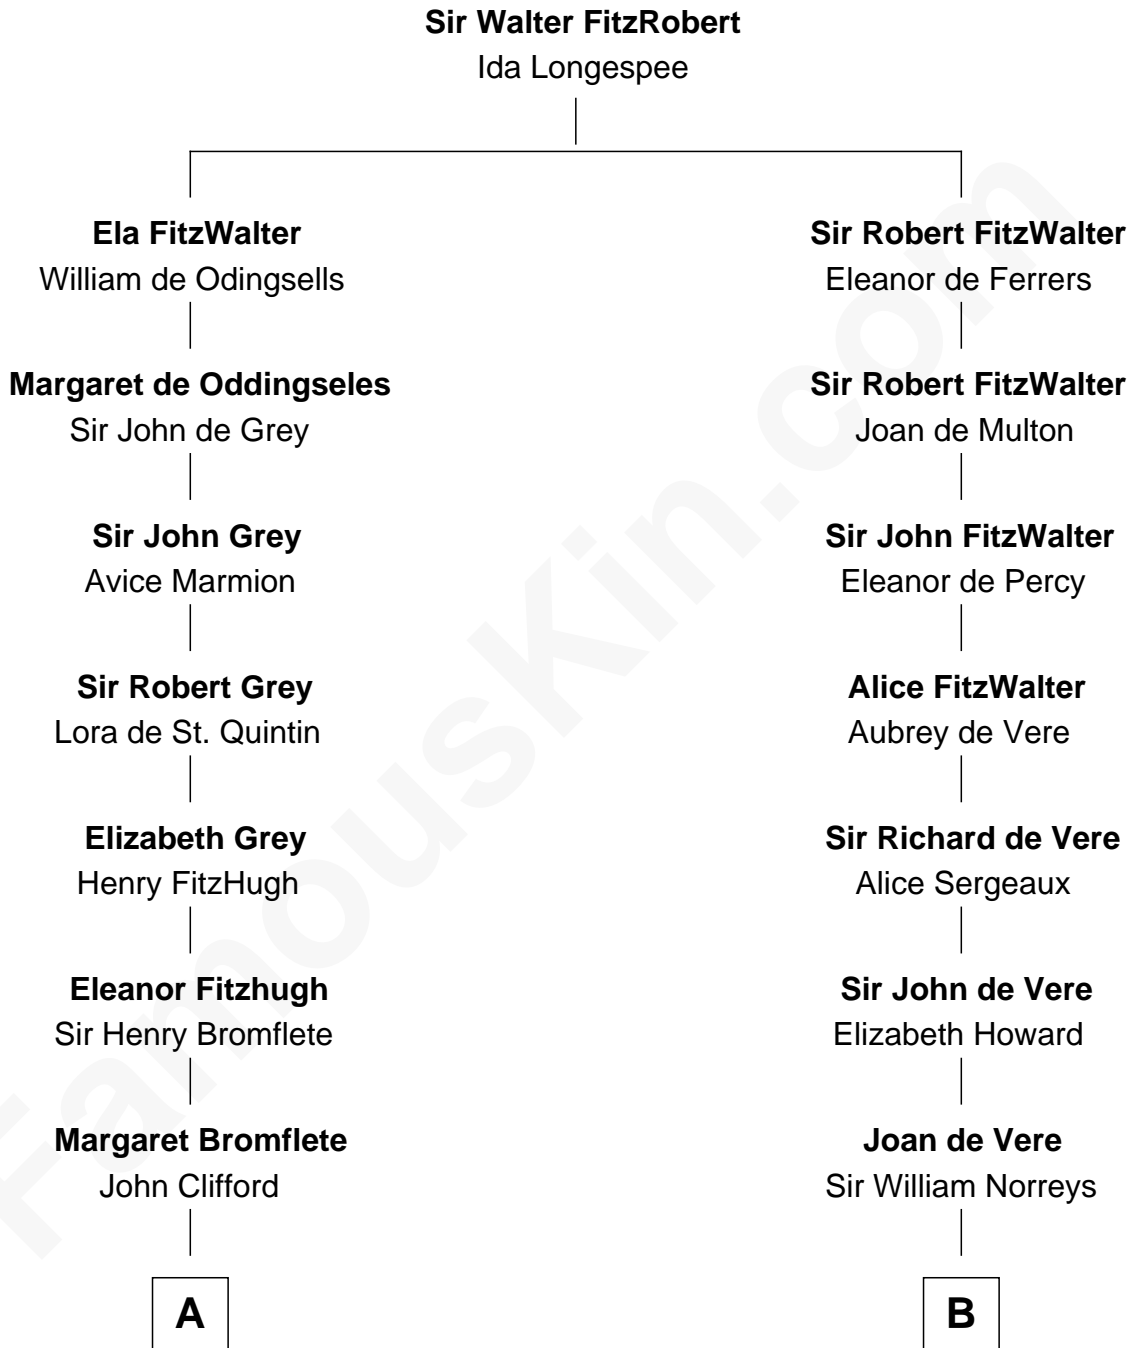 Sir Walter FitzRobert
Ida Longespee
Ela FitzWalter
William de Odingsells
Margaret de Oddingseles
Sir John de Grey
Sir John Grey
Avice Marmion
Sir Robert Grey
Lora de St. Quintin
Elizabeth Grey
Henry FitzHugh
Eleanor Fitzhugh
Sir Henry Bromflete
Margaret Bromflete
John Clifford
A
Sir Robert FitzWalter
Eleanor de Ferrers
Sir Robert FitzWalter
Joan de Multon
Sir John FitzWalter
Eleanor de Percy
Alice FitzWalter
Aubrey de Vere
Sir Richard de Vere
Alice Sergeaux
Sir John de Vere
Elizabeth Howard
Joan de Vere
Sir William Norreys
B
FamousKin.com